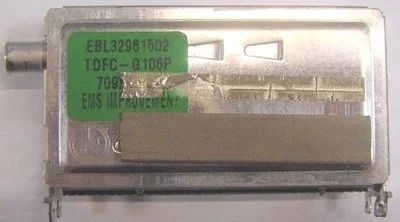 EBL32961502
TDFC-G106P
709
EMS IMPROVEMENT